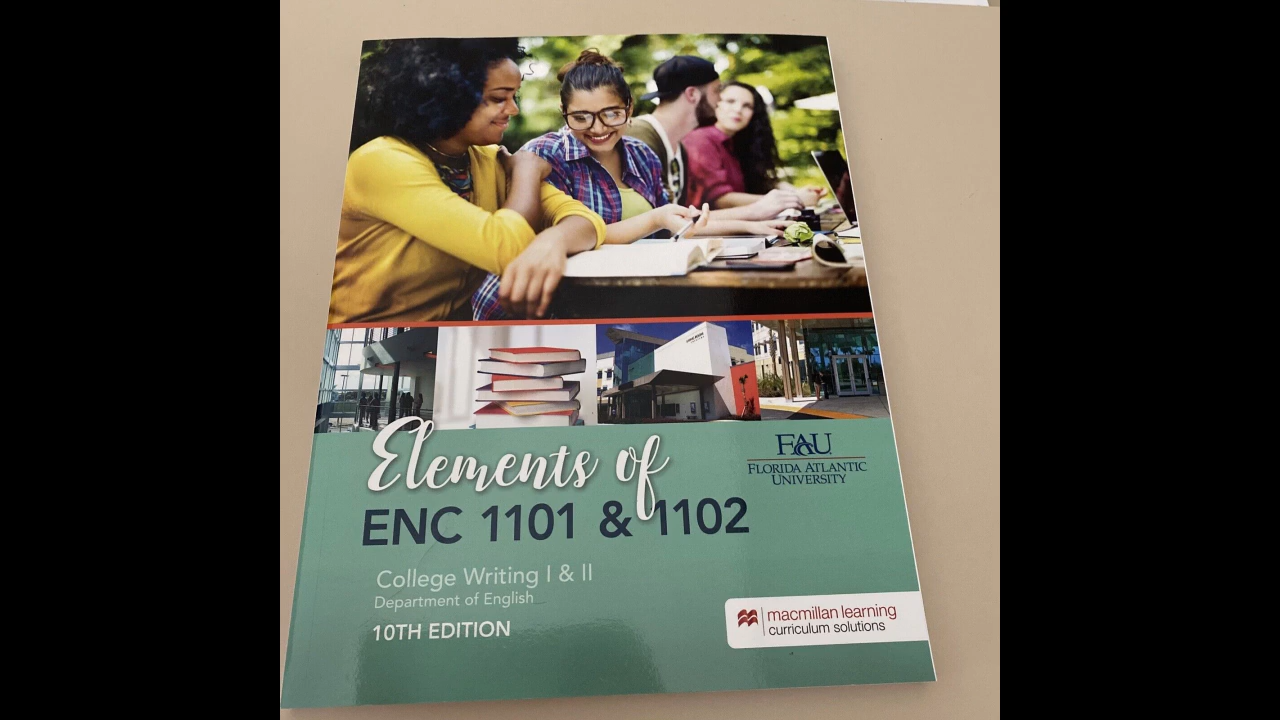 Elements of
ENC 1101 & 1102
FAU
FLORIDA ATLANTIC
UNIVERSITY
College Writing I & II
Department of English
10TH EDITION
macmillan learning
curriculum solutions